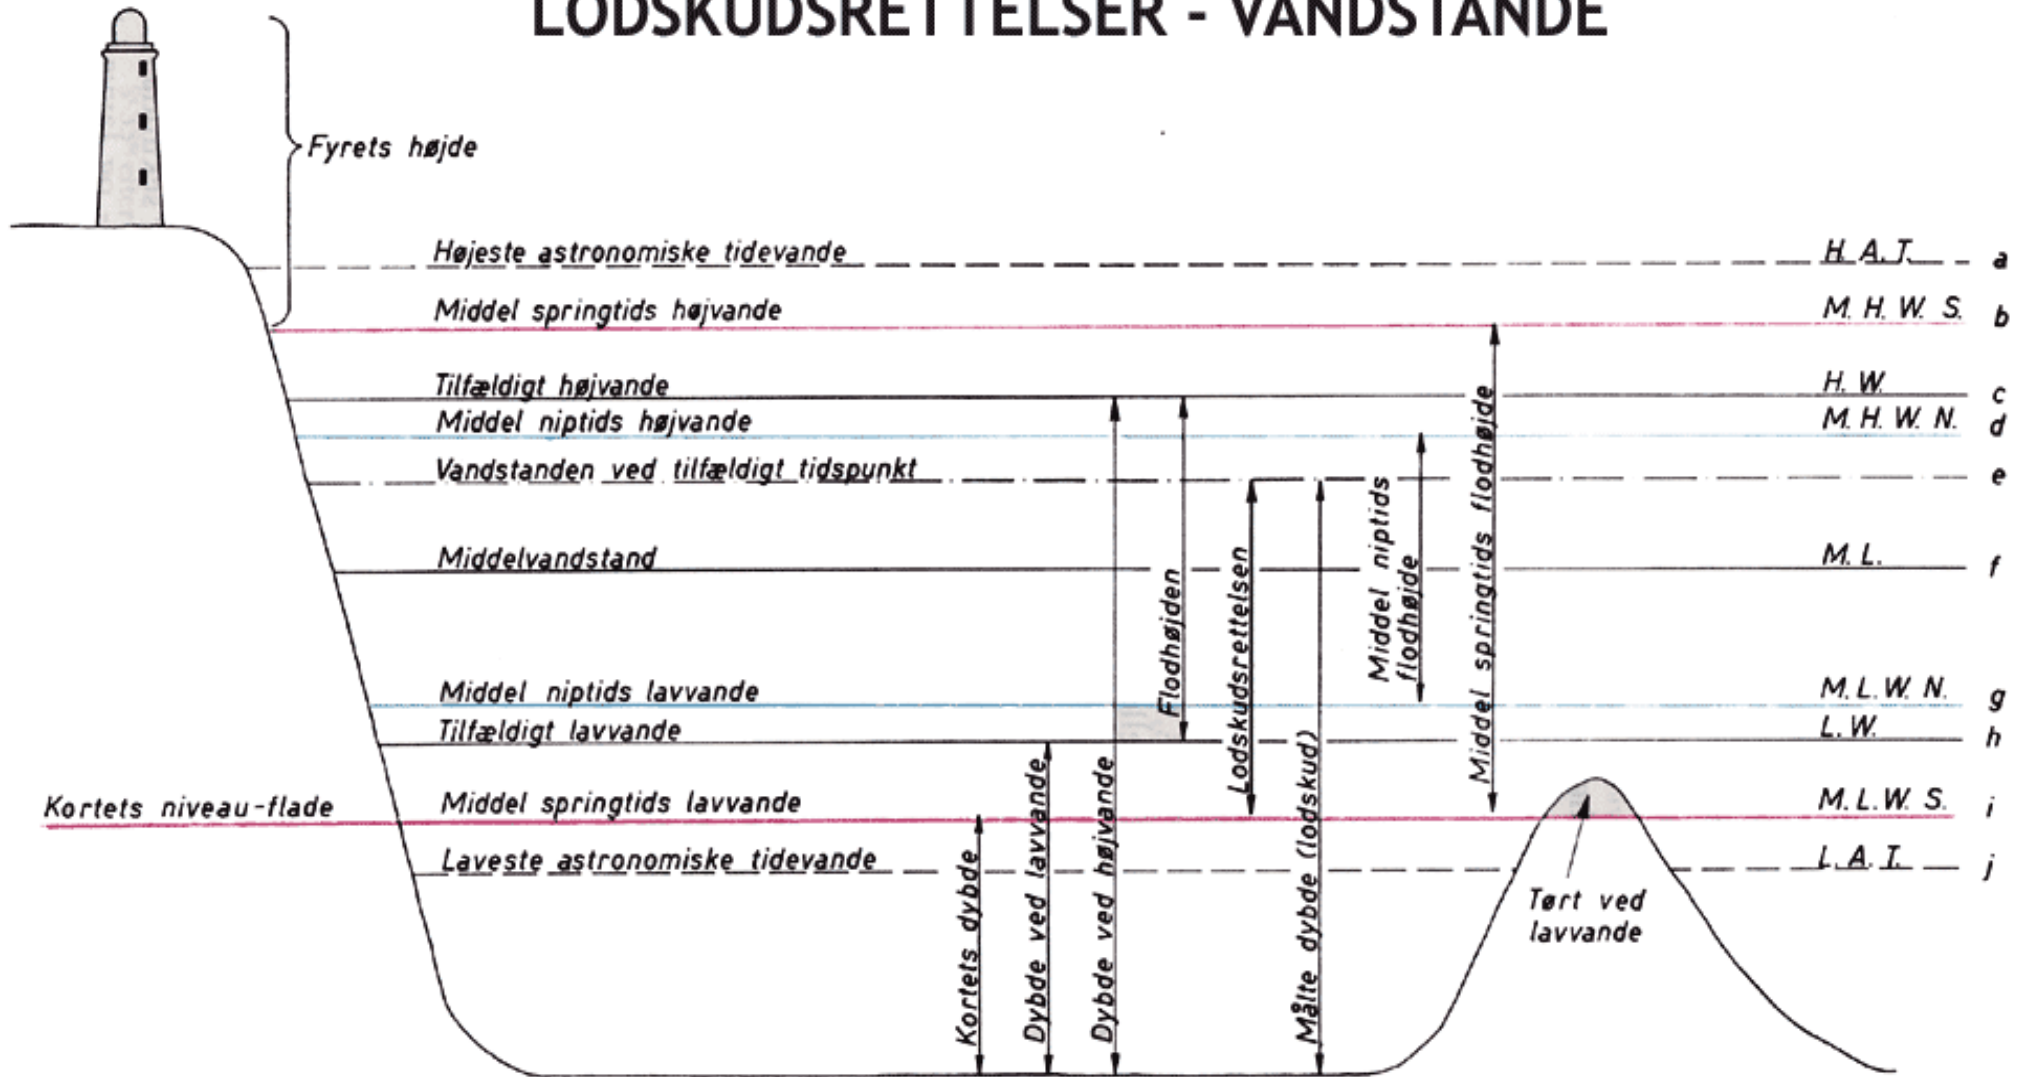 LODSKUDSRETTELSER - VANDSTANDE
Fyrets højde
Højeste astronomiske tidevande H. A. T. a
Middel springtids højvande M. H. W. S. b
Tilfældigt højvande H. W. c
Middel niptids højvande M. H. W. N. d
Vandstanden ved tilfældigt tidspunkt e
Middelvandstand M. L. f
Middel niptids lavvande M. L. W. N. g
Tilfældigt lavvande L. W. h
Kortets niveau-flade Middel springtids lavvande M. L. W. S. i
Laveste astronomiske tidevande L. A. T. j
Kortets dybde
Dybde ved lavvande
Dybde ved højvande
Flodhøjden
Lodskudsrettelsen
Målte dybde (lodskud)
Middel niptids
flodhøjde
Middel springtids flodhøjde
Tørt ved
lavvande